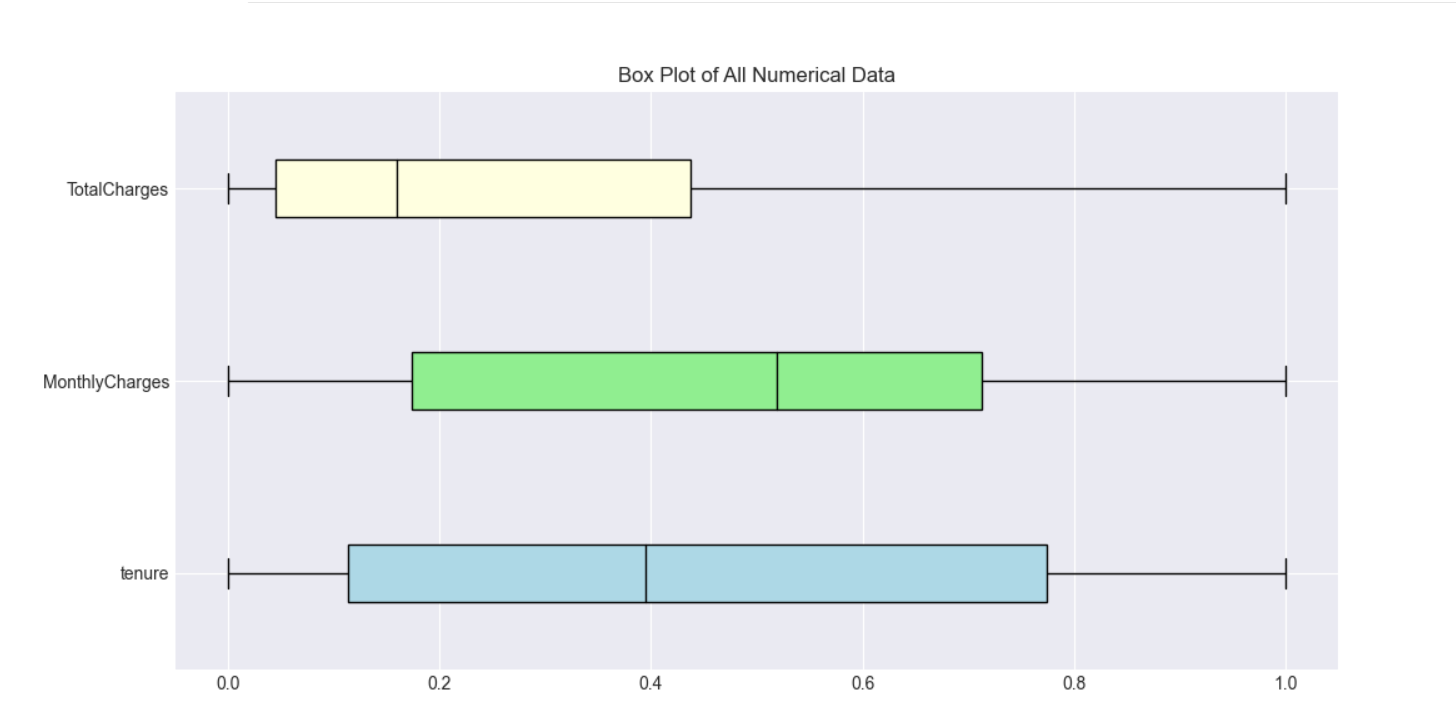 Box Plot of All Numerical Data
TotalCharges
MonthlyCharges
tenure
0.0 0.2 0.4 0.6 0.8 1.0